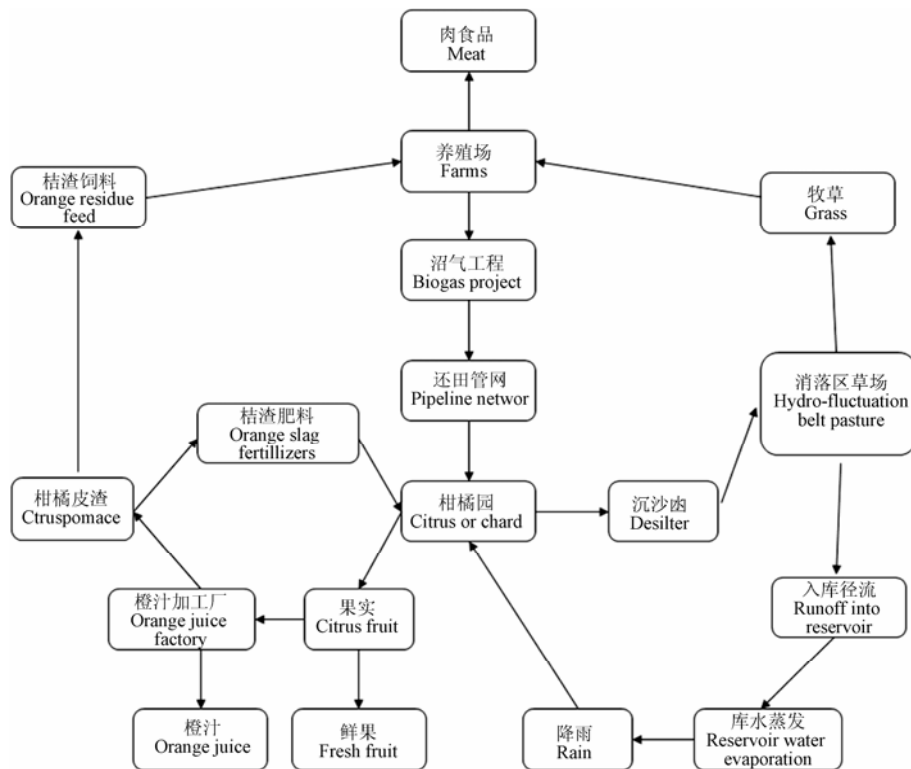 肉食品
Meat
养殖场
Farms
桔渣饲料
Orange residue
feed
牧草
Grass
沼气工程
Biogas project
还田管网
Pipeline networ
消落区草场
Hydro-fluctuation
belt pasture
桔渣肥料
Orange slag
fertillizers
柑橘皮渣
Ctruspomace
柑橘园
Citrus or chard
沉沙凼
Desilter
橙汁加工厂
Orange juice
factory
果实
Citrus fruit
入库径流
Runoff into
reservoir
橙汁
Orange juice
鲜果
Fresh fruit
降雨
Rain
库水蒸发
Reservoir water
evaporation